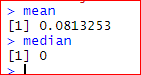 > mean
[1] 0.0813253
> median
[1] 0
>